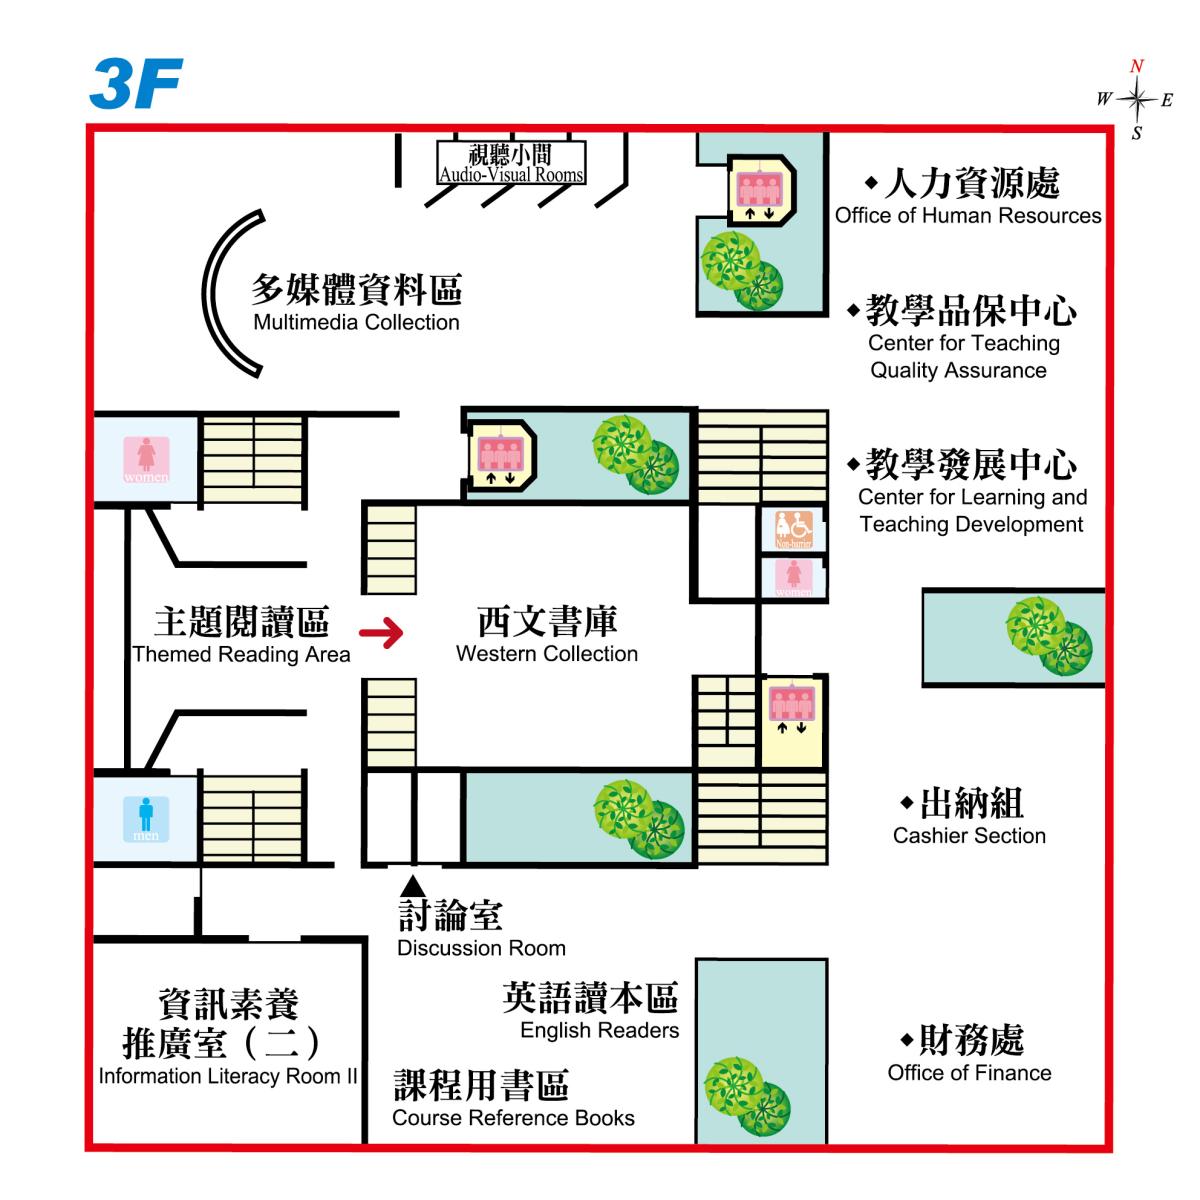 3F
N
W E
S
視聽小間
Audio-Visual Rooms
◆人力資源處
Office of Human Resources
多媒體資料區
Multimedia Collection
◆教學品保中心
Center for Teaching
Quality Assurance
women
◆教學發展中心
Center for Learning and
Teaching Development
Non-barrier
women
主題閱讀區
Themed Reading Area
西文書庫
Western Collection
men
◆出納組
Cashier Section
討論室
Discussion Room
資訊素養
推廣室（二）
Information Literacy Room II
英語讀本區
English Readers
課程用書區
Course Reference Books
◆財務處
Office of Finance